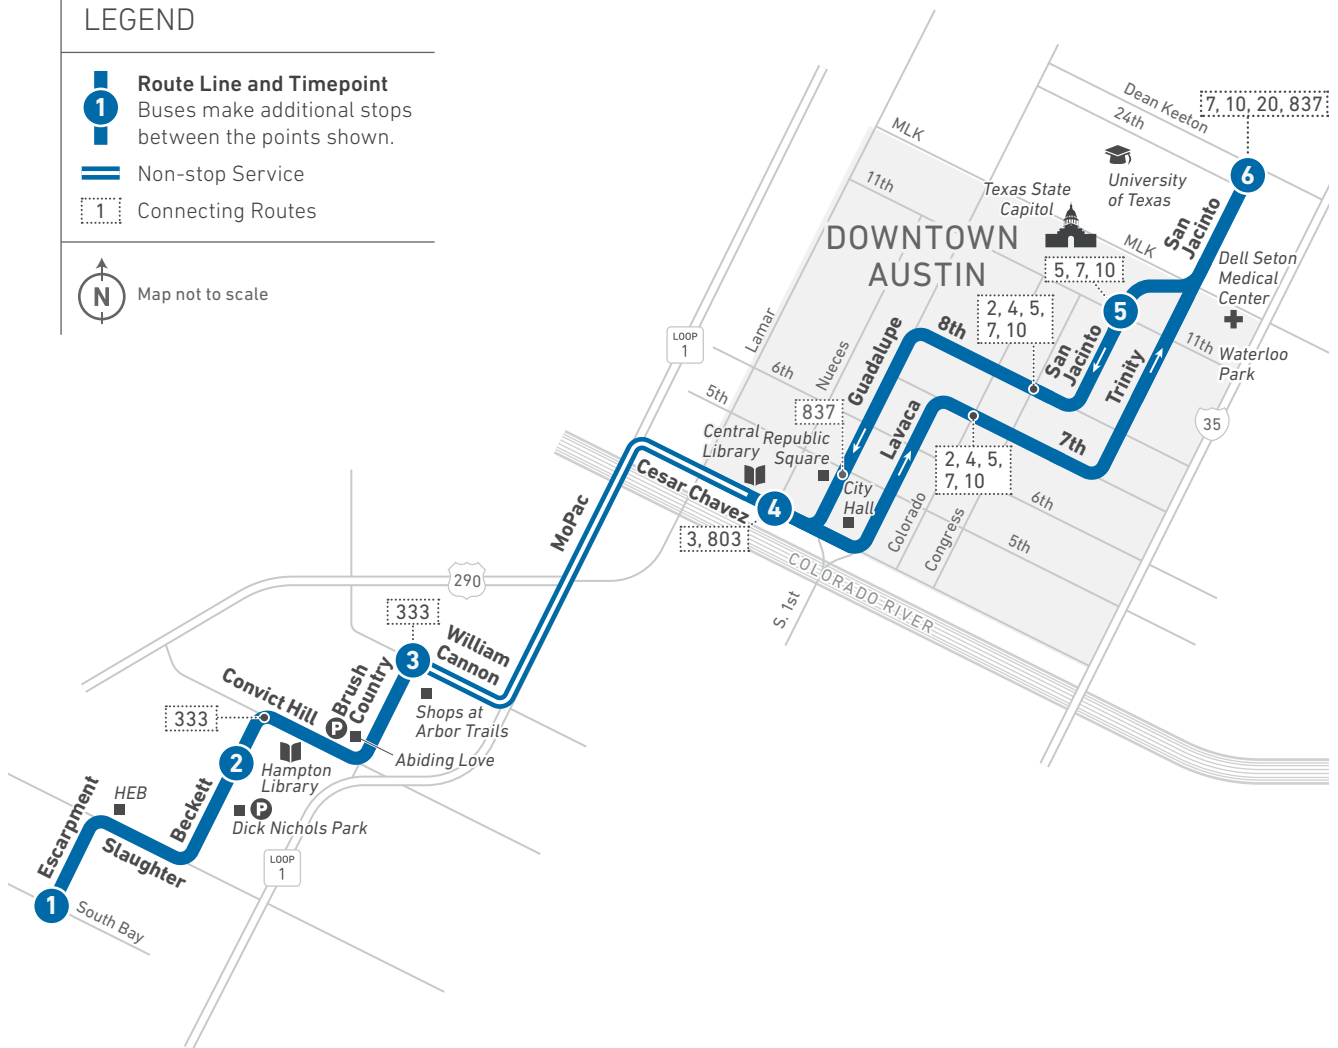 LEGEND
1
Route Line and Timepoint
Buses make additional stops
between the points shown.
Non-stop Service
1
Connecting Routes
N
Map not to scale
Dean Keeton
24th
7, 10, 20, 837
6
MLK
University
of Texas
Texas State
Capitol
11th
San
Jacinto
MLK
DOWNTOWN
AUSTIN
Dell Seton
Medical
Center
5, 7, 10
5
2, 4, 5,
7, 10
8th
San
Jacinto
11th
Waterloo
Park
Trinity
Guadalupe
Nueces
Lamar
LOOP
1
6th
5th
35
837
Lavaca
7th
Central
Library
Republic
Square
2, 4, 5,
7, 10
Cesar Chavez
4
City
Hall
Colorado
Congress
6th
5th
3, 803
COLORADO RIVER
S. 1st
MoPac
290
333
3
William
Cannon
Brush
Country
Convict Hill
P
Shops at
Arbor Trails
Abiding Love
333
2
Hampton
Library
Beckett
P
Dick Nichols Park
HEB
Escarpment
Slaughter
LOOP
1
1
South Bay